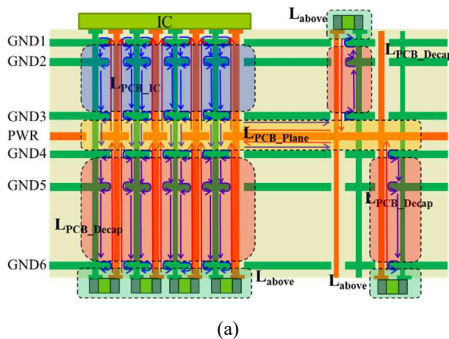 IC
L_above
GND1
GND2
L_PCB_Decap
L_PCB_IC
GND3
PWR
L_PCB_Plane
GND4
GND5
L_PCB_Decap
L_PCB_Decap
GND6
L_above
L_above
(a)